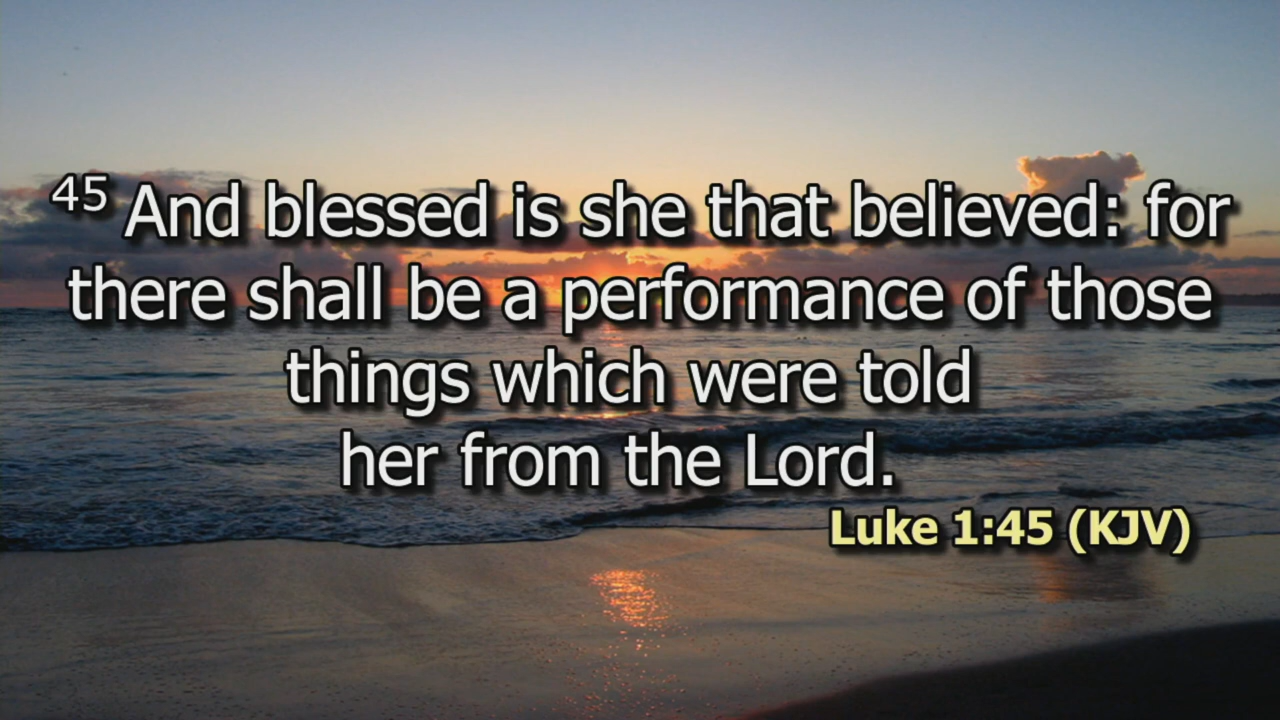 45 And blessed is she that believed: for
there shall be a performance of those
things which were told
her from the Lord.
Luke 1:45 (KJV)